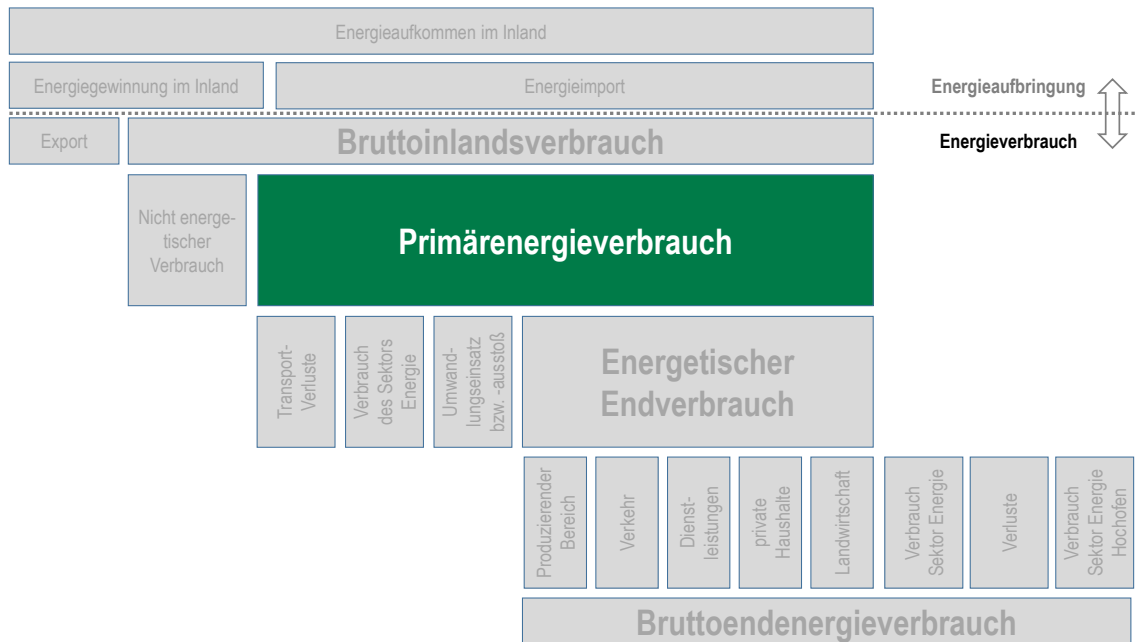 Energieaufkommen im Inland
Energiegewinnung im Inland
Energieimport
Energieaufbringung
Export
Bruttoinlandsverbrauch
Energieverbrauch
Nicht energe-
tischer
Verbrauch
Primärenergieverbrauch
Transport-
Verluste
Verbrauch
des Sektors
Energie
Umwand-
lungseinsatz
bzw. -ausstoß
Energetischer
Endverbrauch
Produzierender
Bereich
Verkehr
Dienst-
leistungen
private
Haushalte
Landwirtschaft
Verbrauch
Sektor Energie
Verluste
Verbrauch
Sektor Energie
Hochofen
Bruttoendenergieverbrauch